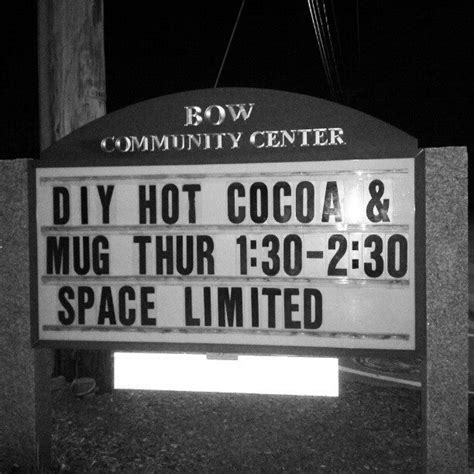 BOW
COMMUNITY CENTER
DIY HOT COCOA &
MUG THUR 1:30-2:30
SPACE LIMITED